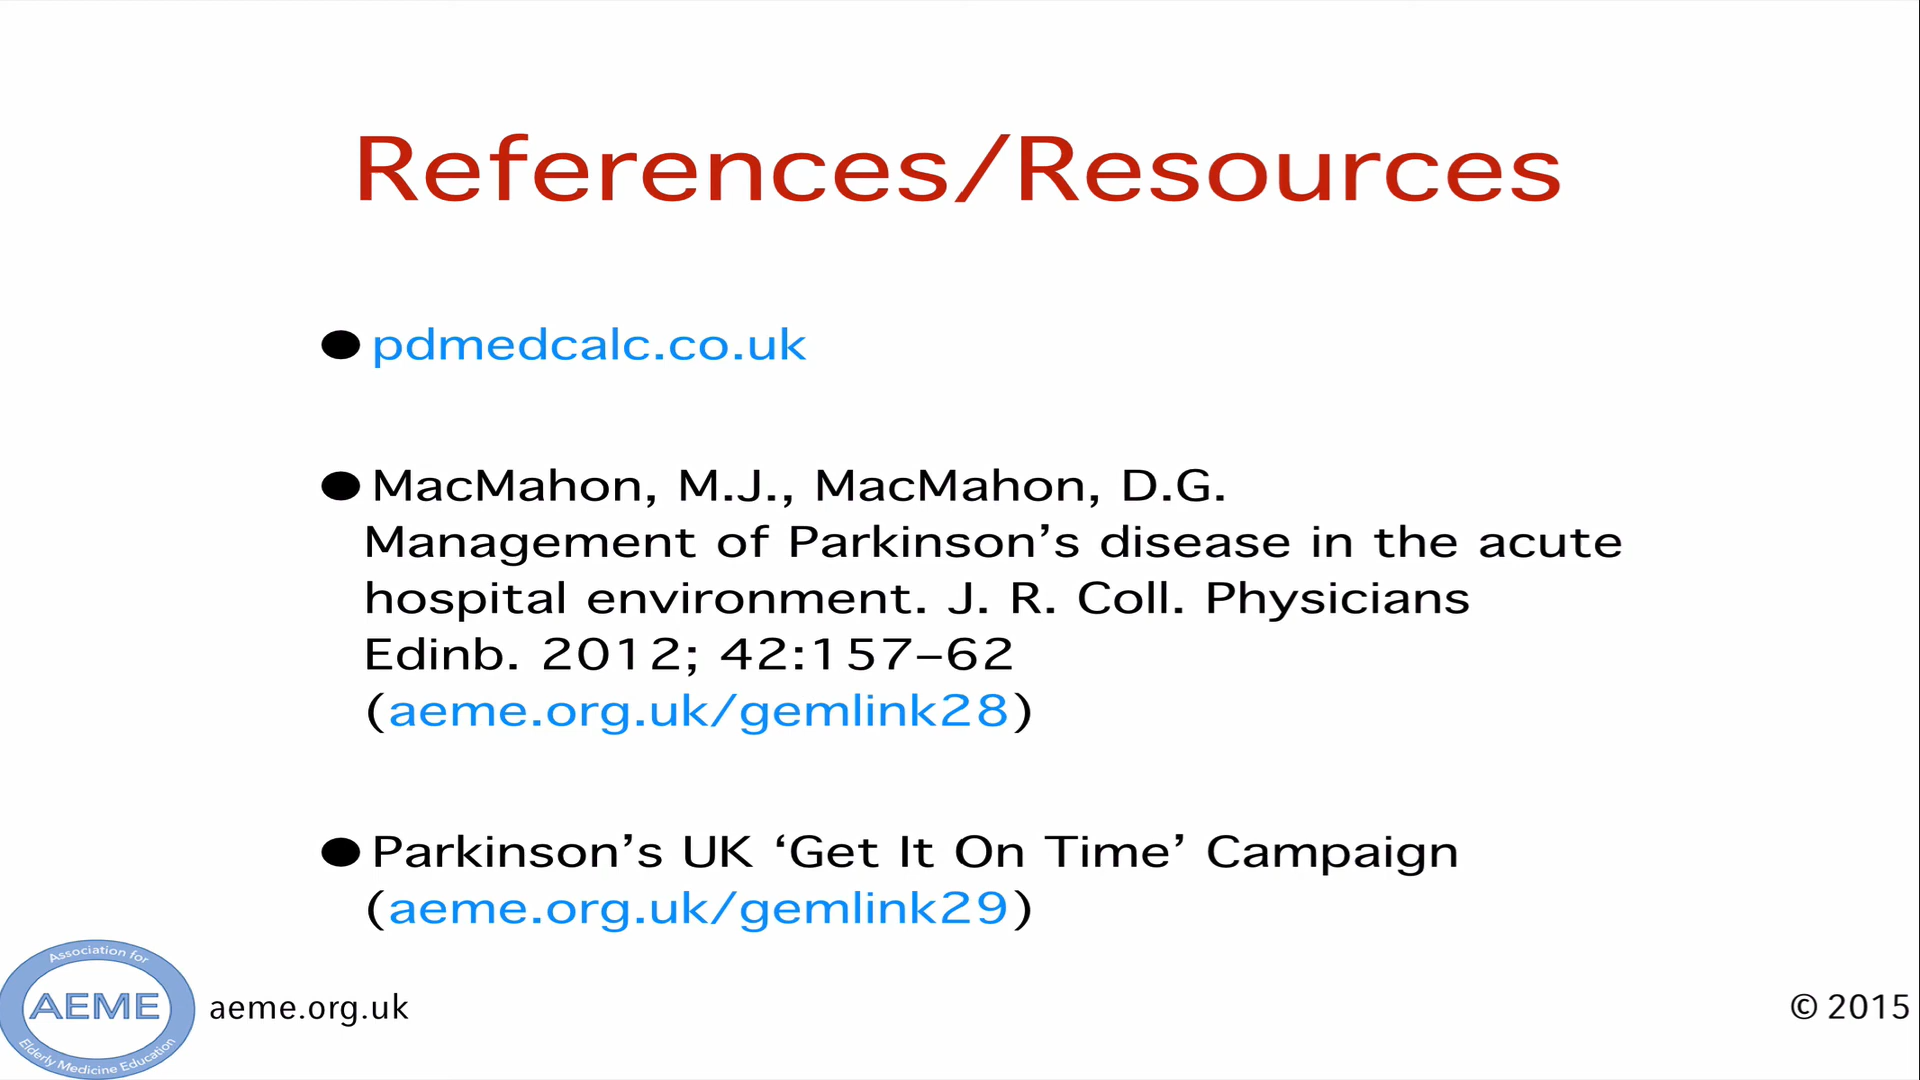 References/Resources
● pdmedcalc.co.uk
● MacMahon, M.J., MacMahon, D.G.
Management of Parkinson’s disease in the acute
hospital environment. J. R. Coll. Physicians
Edinb. 2012; 42:157–62
(aeme.org.uk/gemlink28)
● Parkinson’s UK ‘Get It On Time’ Campaign
(aeme.org.uk/gemlink29)
Association for
AEME
Elderly Medicine Education
aeme.org.uk
© 2015